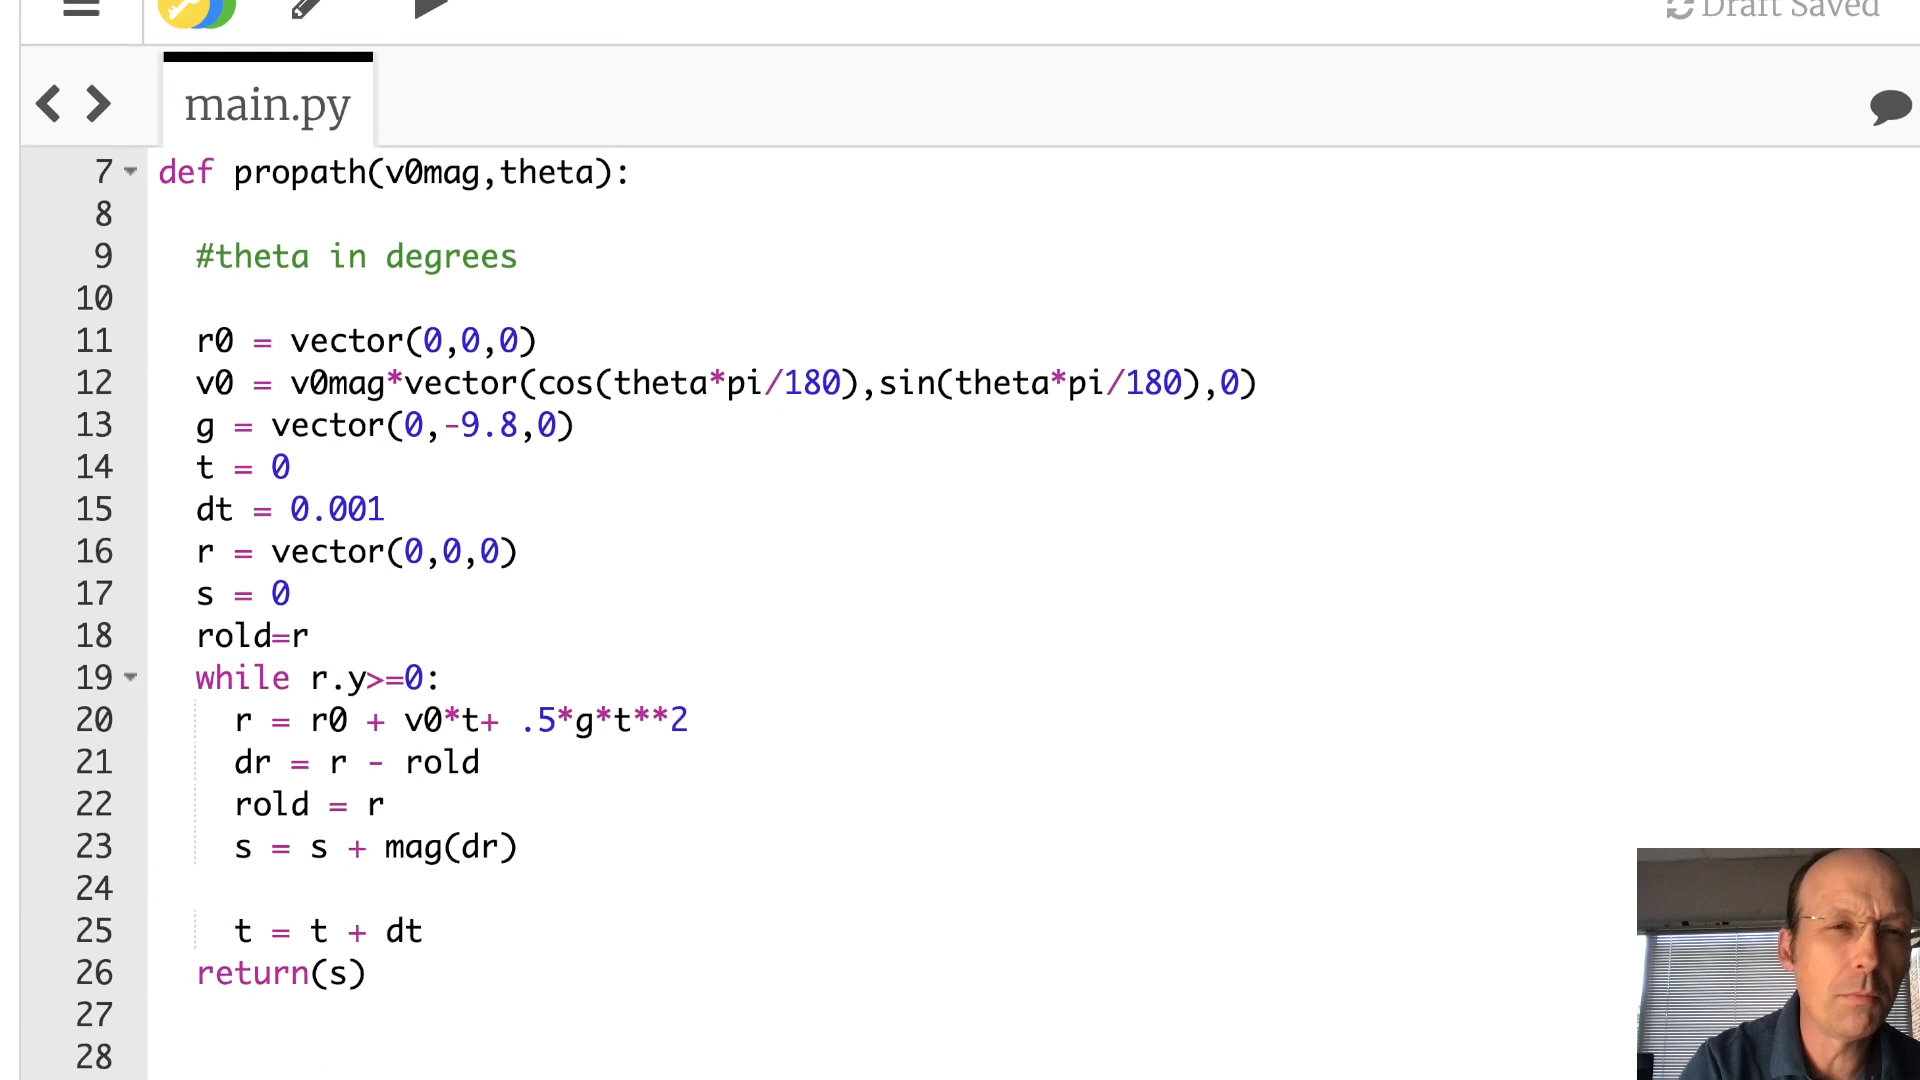 Draft Saved
main.py
7 def propath(v0mag,theta):
8
9 #theta in degrees
10
11 r0 = vector(0,0,0)
12 v0 = v0mag*vector(cos(theta*pi/180),sin(theta*pi/180),0)
13 g = vector(0,-9.8,0)
14 t = 0
15 dt = 0.001
16 r = vector(0,0,0)
17 s = 0
18 rold=r
19 while r.y>=0:
20 r = r0 + v0*t+ .5*g*t**2
21 dr = r - rold
22 rold = r
23 s = s + mag(dr)
24
25 t = t + dt
26 return(s)
27
28